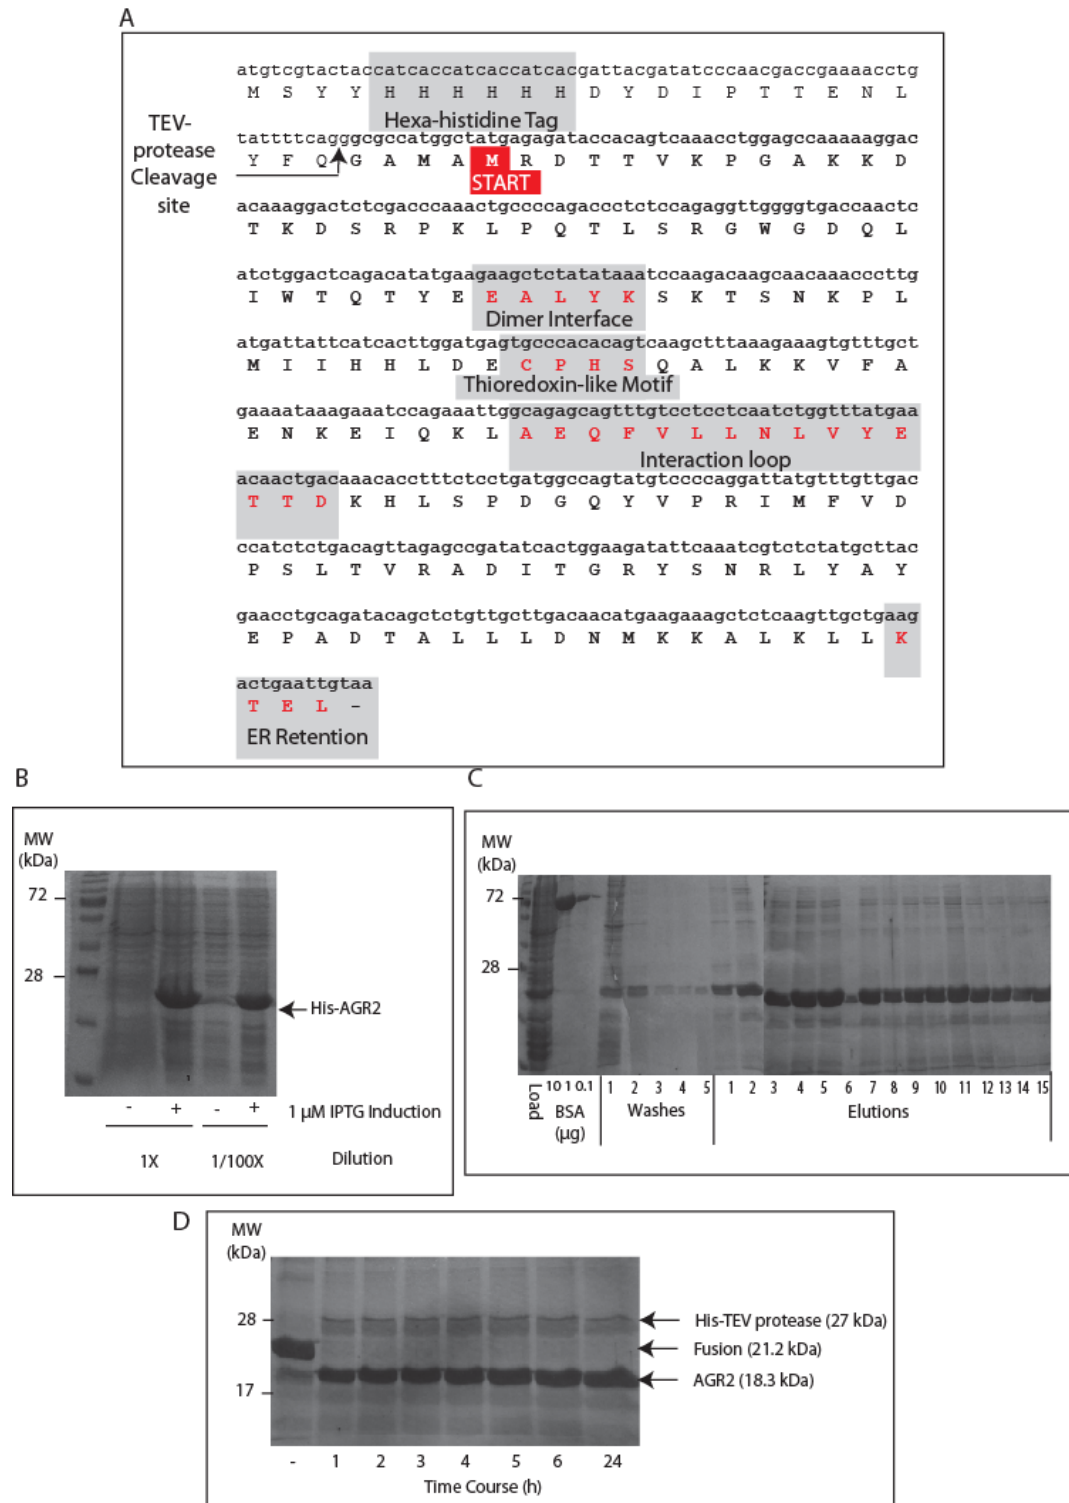 A
atgtcgtactaccatcaccatcaccatcacgattacgatatcccaacgaccgaaaacctg
M S Y Y H H H H H H D Y D I P T T E N L
Hexa-histidine Tag
TEV-
protease
Cleavage
site
tattttcagggcgccatggctatgagagataccacagtcaaacctggagccaaaaaggac
Y F Q G A M A M R D T T V K P G A K K D
START
acaaaggactctcgacccaaactgccccagaccctctccagaggttggggtgaccaactc
T K D S R P K L P Q T L S R G W G D Q L
atctggactcagacatatgaagaagctctatataaatccaagacaagcaacaaacccttg
I W T Q T Y E E A L Y K S K T S N K P L
Dimer Interface
atgattattcatcacttggatgagtgcccacacagtcaagctttaaagaaagtgtttgct
M I I H H L D E C P H S Q A L K K V F A
Thioredoxin-like Motif
gaaaataaagaaatccagaaattggcagagcagtttgtcctcctcaatctggtttatgaa
E N K E I Q K L A E Q F V L L N L V Y E
Interaction loop
acaactgacaaacacctttctcctgatggccagtatgtccccaggattatgtttgttgac
T T D K H L S P D G Q Y V P R I M F V D
ccatctctgacagttagagccgatatcactggaagatattcaaatcgtctctatgcttac
P S L T V R A D I T G R Y S N R L Y A Y
gaacctgcagatacagctctgttgcttgacaacatgaagaaagctctcaagttgctgaag
E P A D T A L L L D N M K K A L K L L K
actgaattgtaa
T E L –
ER Retention
B
MW
(kDa)
72
28
His-AGR2
- + - + 1 µM IPTG Induction
1X 1/100X Dilution
C
MW
(kDa)
72
28
Load
10 1 0.1
BSA
(µg)
1 2 3 4 5
Washes
1 2 3 4 5 6 7 8 9 10 11 12 13 14 15
Elutions
D
MW
(kDa)
28
17
His-TEV protease (27 kDa)
Fusion (21.2 kDa)
AGR2 (18.3 kDa)
- 1 2 3 4 5 6 24
Time Course (h)